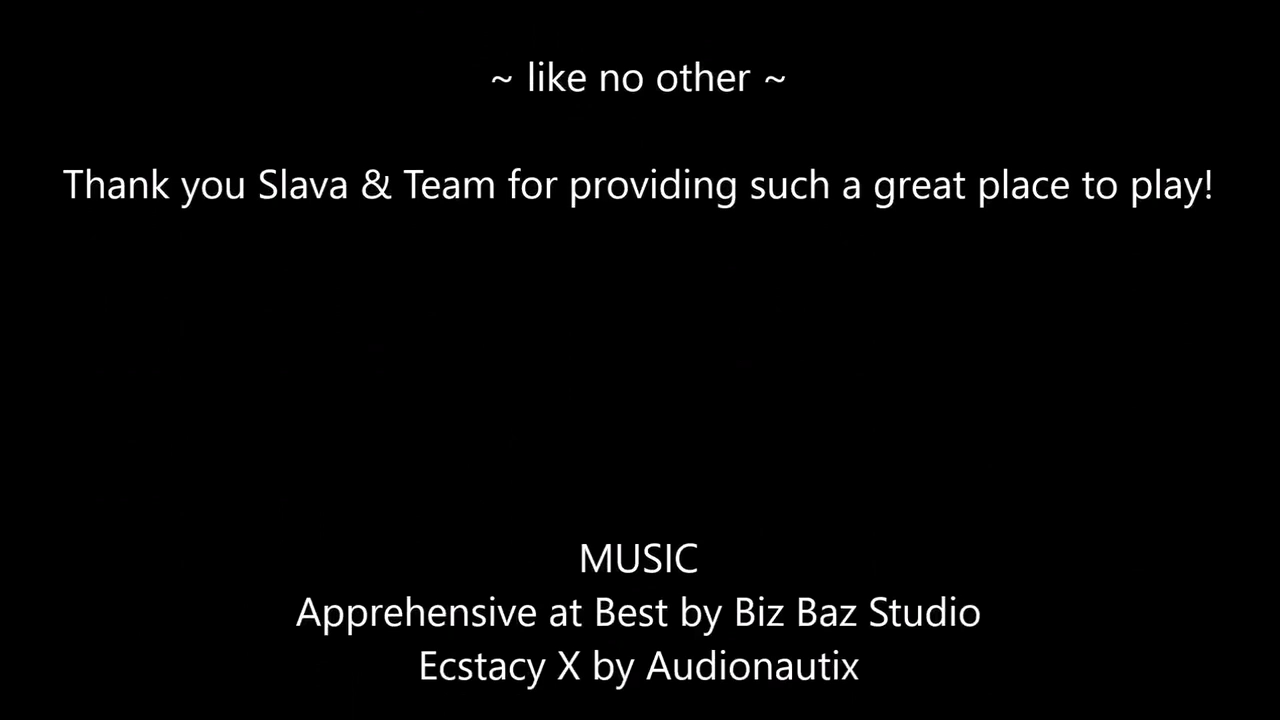 ~ like no other ~
Thank you Slava & Team for providing such a great place to play!
MUSIC
Apprehensive at Best by Biz Baz Studio
Ecstacy X by Audionautix